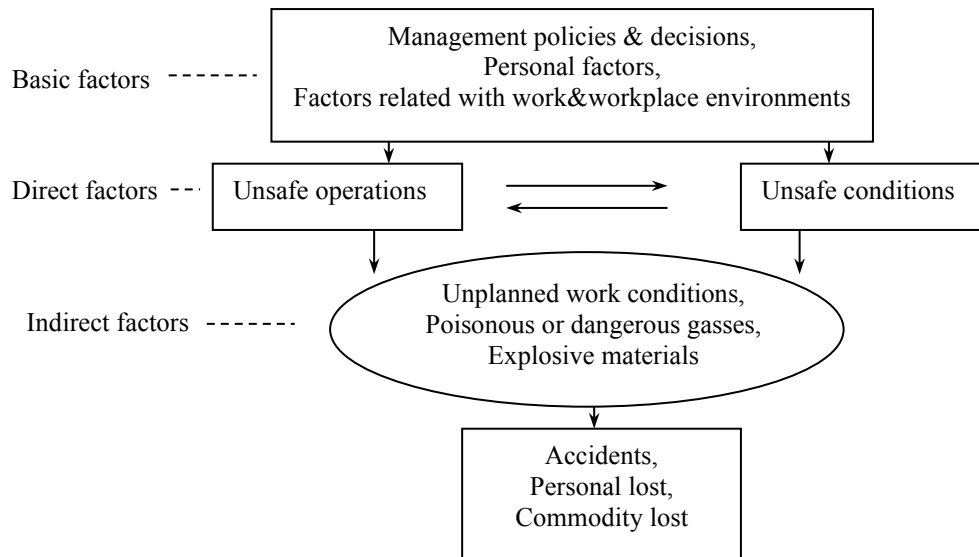 Management policies & decisions,
Personal factors,
Factors related with work&workplace environments
Basic factors
Direct factors
Unsafe operations
Unsafe conditions
Indirect factors
Unplanned work conditions,
Poisonous or dangerous gasses,
Explosive materials
Accidents,
Personal lost,
Commodity lost